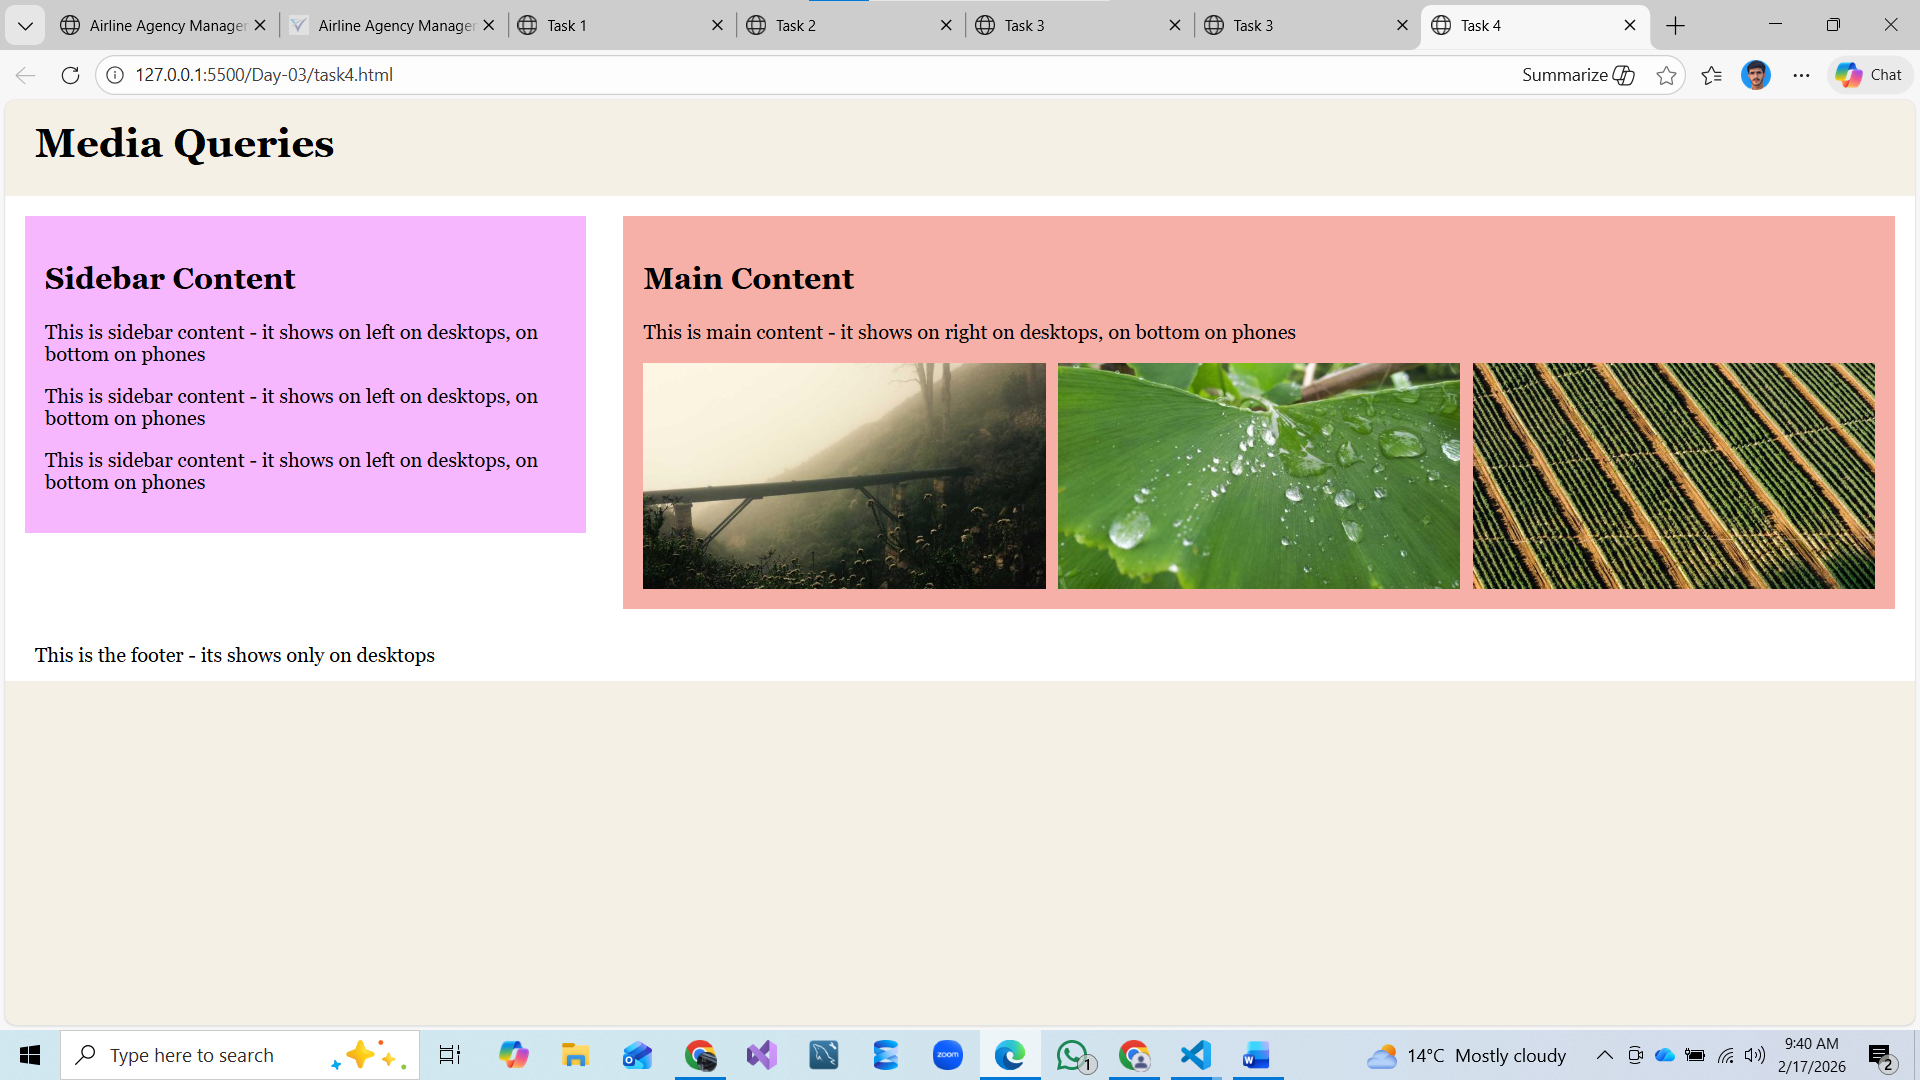 Airline Agency Manager
Airline Agency Manager
Task 1
Task 2
Task 3
Task 3
Task 4
127.0.0.1:5500/Day-03/task4.html
Summarize
Chat
Media Queries
Sidebar Content
This is sidebar content - it shows on left on desktops, on
bottom on phones
This is sidebar content - it shows on left on desktops, on
bottom on phones
This is sidebar content - it shows on left on desktops, on
bottom on phones
Main Content
This is main content - it shows on right on desktops, on bottom on phones
This is the footer - its shows only on desktops
Type here to search
zoom
1
14°C Mostly cloudy
9:40 AM
2/17/2026
2